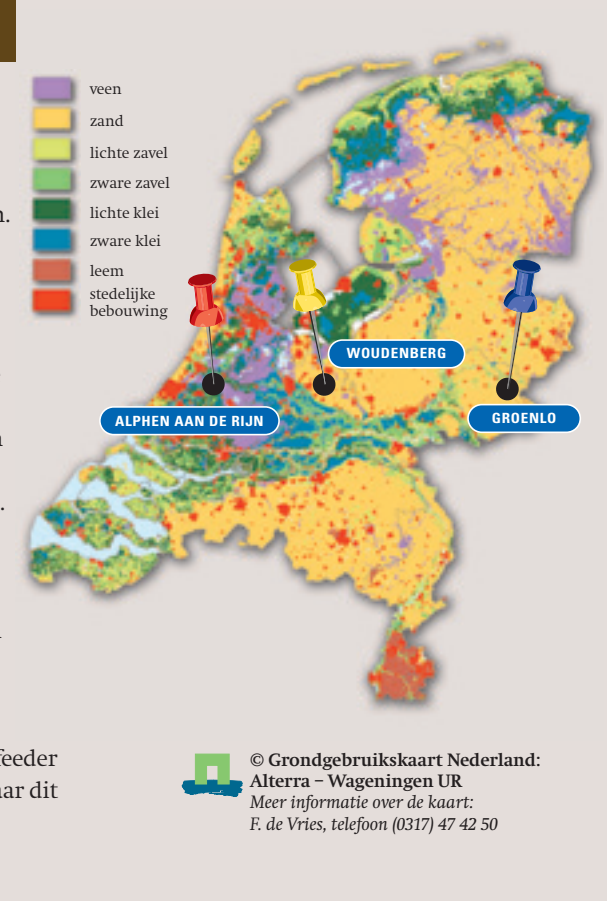 veen
zand
lichte zavel
zware zavel
lichte klei
zware klei
leem
stedelijke
bebouwing
WOUDENBERG
ALPHEN AAN DE RIJN
GROENLO
feeder
dit
© Grondgebruikskaart Nederland:
Alterra – Wageningen UR
Meer informatie over de kaart:
F. de Vries, telefoon (0317) 47 42 50